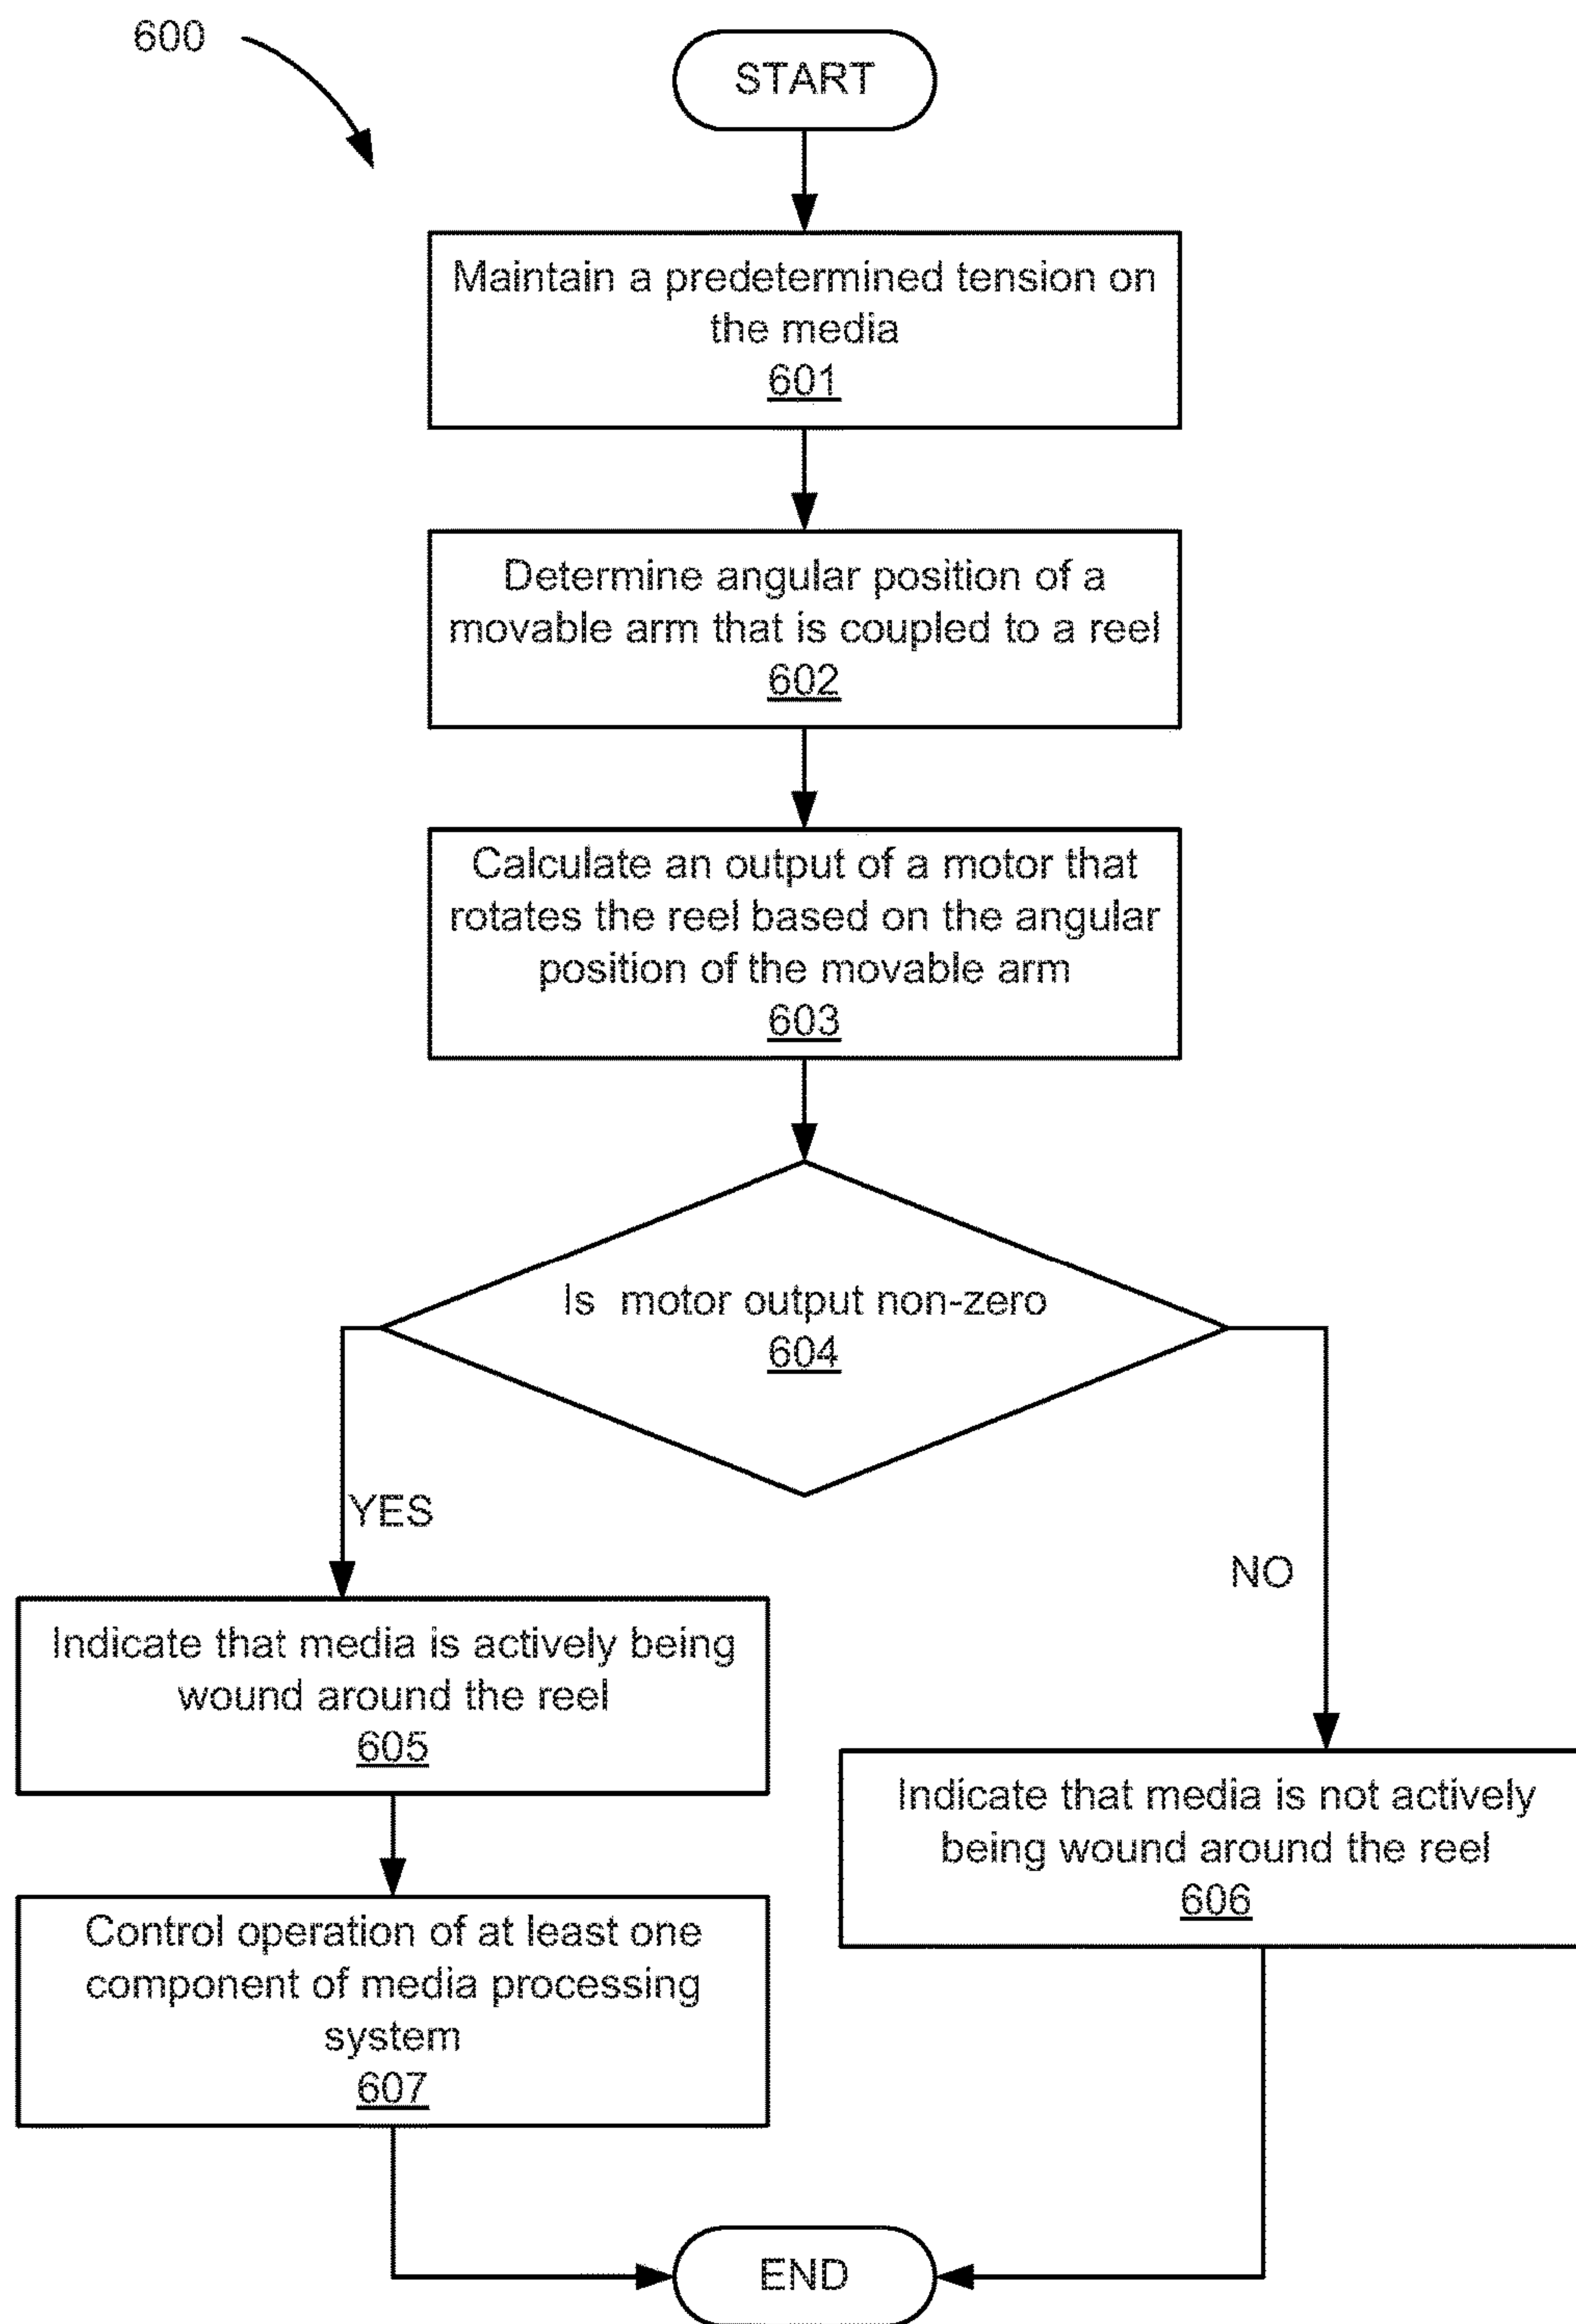 600
START
Maintain a predetermined tension on
the media
601
Determine angular position of a
movable arm that is coupled to a reel
602
Calculate an output of a motor that
rotates the reel based on the angular
position of the movable arm
603
Is motor output non-zero
604
YES
NO
Indicate that media is actively being
wound around the reel
605
Indicate that media is not actively
being wound around the reel
606
Control operation of at least one
component of media processing
system
607
END